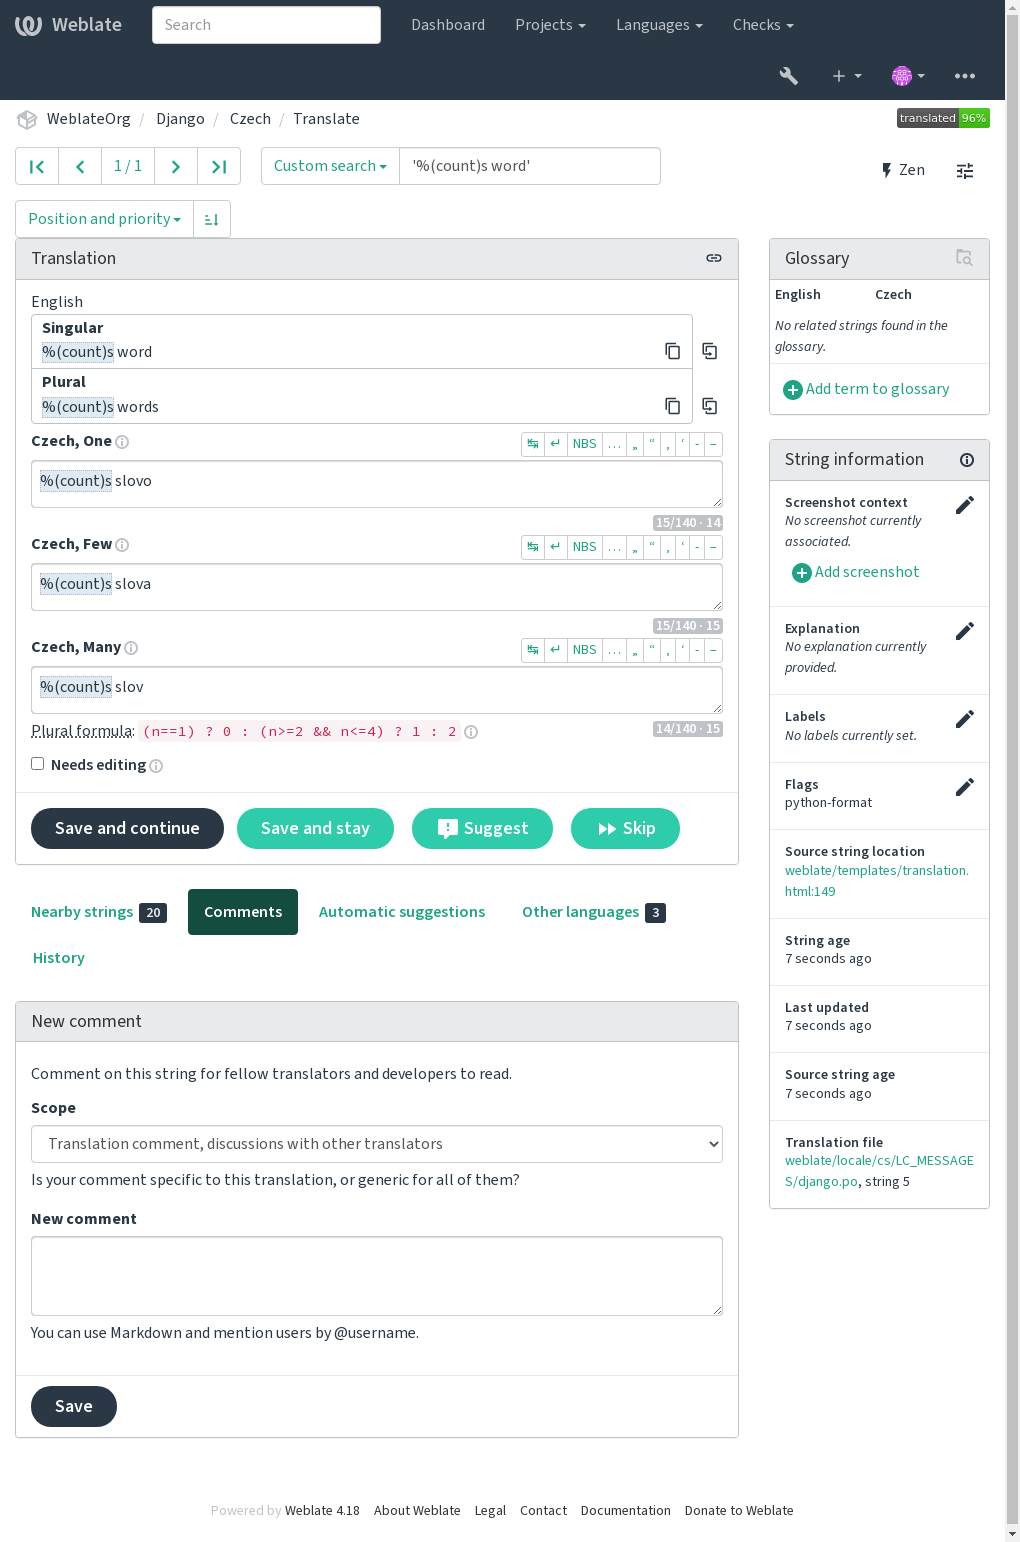 Weblate Search Dashboard Projects Languages Checks
WeblateOrg / Django / Czech / Translate translated 96%
1 / 1 Custom search '%(count)s word' Zen
Position and priority
Translation
English
Singular
%(count)s word
Plural
%(count)s words
Czech, One ↹ ↵ NBS … „ “ ‚ ‘ - –
%(count)s slovo
15/140 · 14
Czech, Few ↹ ↵ NBS … „ “ ‚ ‘ - –
%(count)s slova
15/140 · 15
Czech, Many ↹ ↵ NBS … „ “ ‚ ‘ - –
%(count)s slov
Plural formula: (n==1) ? 0 : (n>=2 && n<=4) ? 1 : 2 14/140 · 15
Needs editing
Save and continue Save and stay Suggest Skip
Nearby strings 20 Comments Automatic suggestions Other languages 3
History
New comment
Comment on this string for fellow translators and developers to read.
Scope
Translation comment, discussions with other translators
Is your comment specific to this translation, or generic for all of them?
New comment
You can use Markdown and mention users by @username.
Save
Glossary
English Czech
No related strings found in the
glossary.
Add term to glossary
String information
Screenshot context
No screenshot currently
associated.
Add screenshot
Explanation
No explanation currently
provided.
Labels
No labels currently set.
Flags
python-format
Source string location
weblate/templates/translation.
html:149
String age
7 seconds ago
Last updated
7 seconds ago
Source string age
7 seconds ago
Translation file
weblate/locale/cs/LC_MESSAGE
S/django.po, string 5
Powered by Weblate 4.18 About Weblate Legal Contact Documentation Donate to Weblate